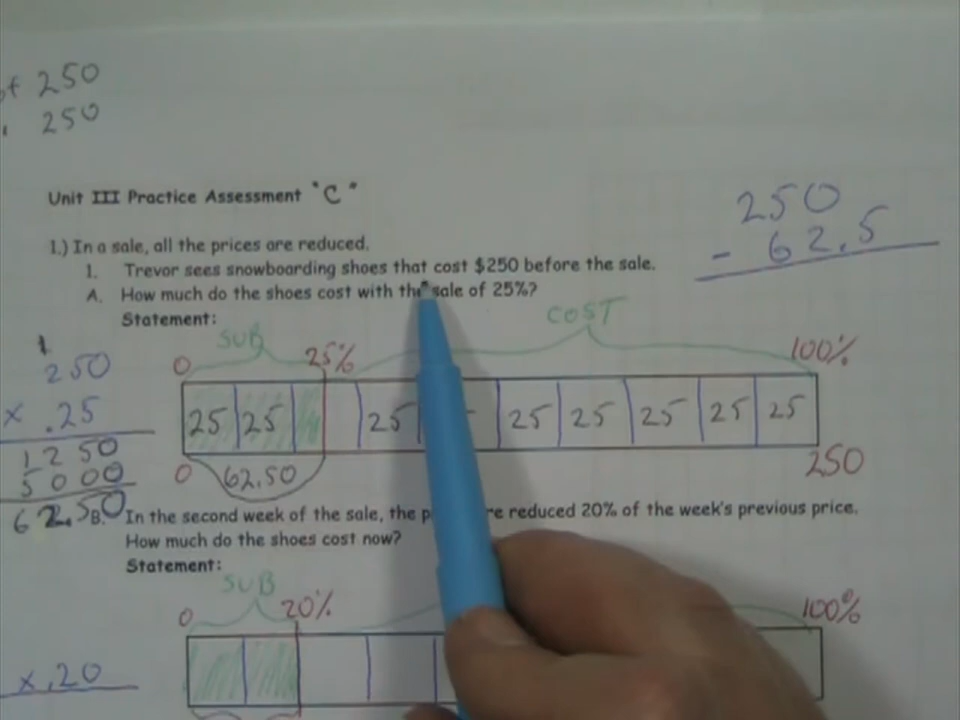 250
250
Unit III Practice Assessment "C"
1.) In a sale, all the prices are reduced.
1. Trevor sees snowboarding shoes that cost $250 before the sale.
A. How much do the shoes cost with the sale of 25%?
Statement:
250
- 62.5
SUB COST
0 25% 100%
25 25 25 25 25 25 25 25
0 62.50 250
1
250
x .25
1250
5000
62.50
B. In the second week of the sale, the reduced 20% of the week's previous price.
How much do the shoes cost now?
Statement:
SUB
0 20% 100%
x .20